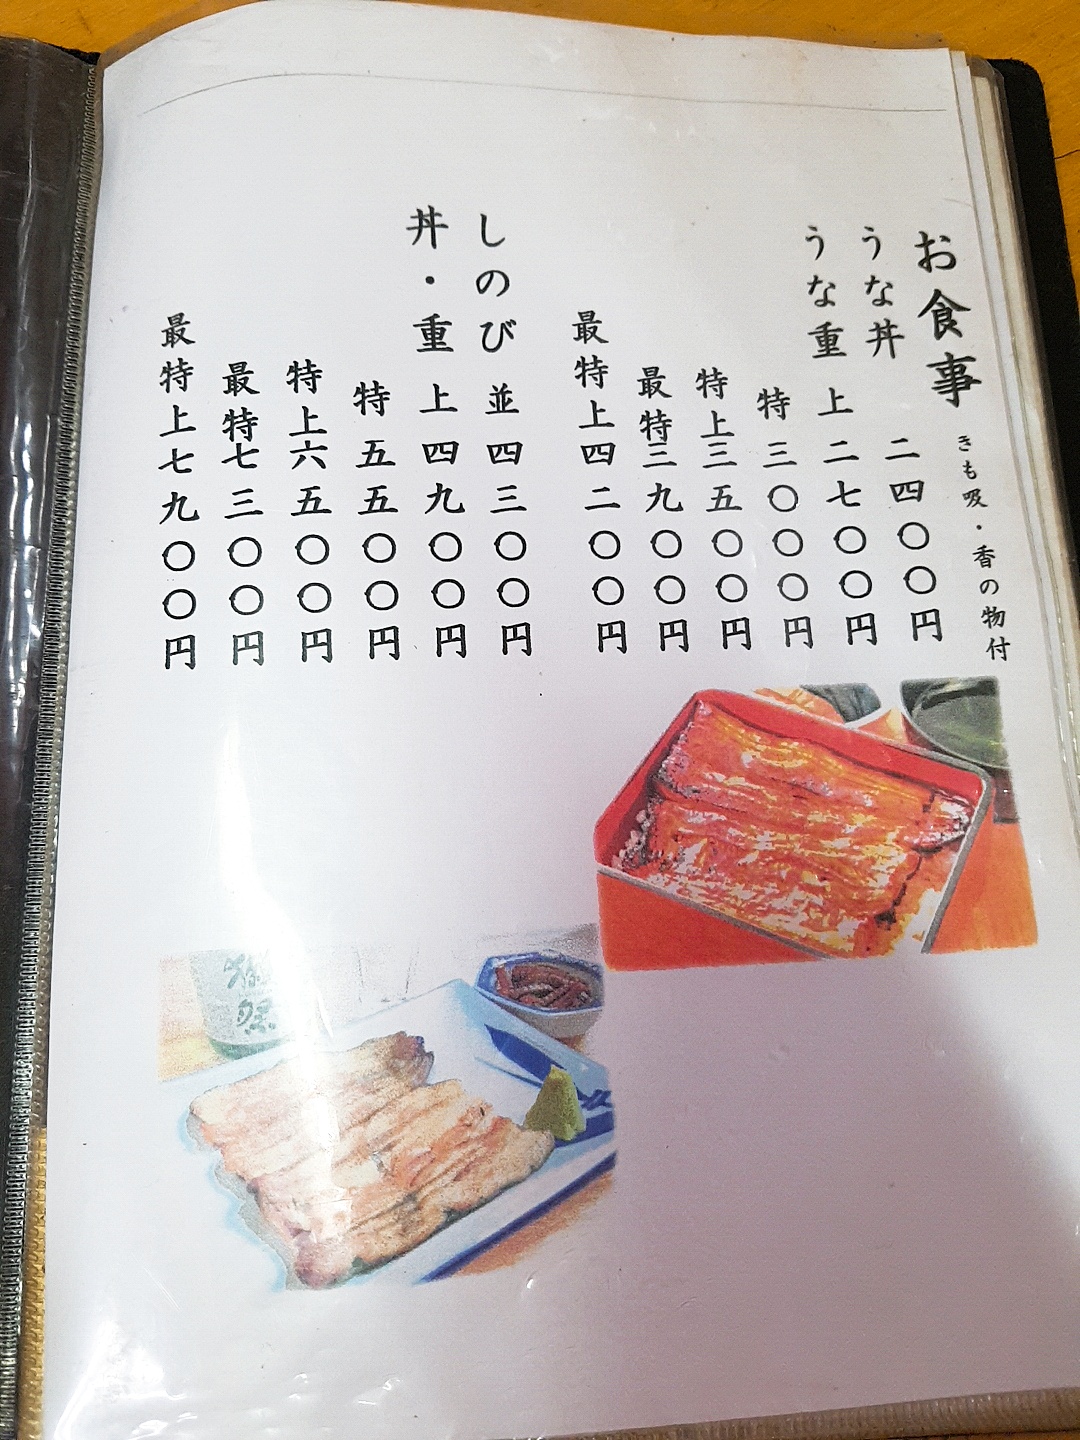 お食事 きも吸・香の物付
うな丼 二四〇〇円
うな重 上 二七〇〇円
特 三〇〇〇円
特上 三五〇〇円
最特 三九〇〇円
最特上 四二〇〇円
しのび 並 四三〇〇円
丼・重 上 四九〇〇円
特 五五〇〇円
特上 六五〇〇円
最特 七三〇〇円
最特上 七九〇〇円
獺祭